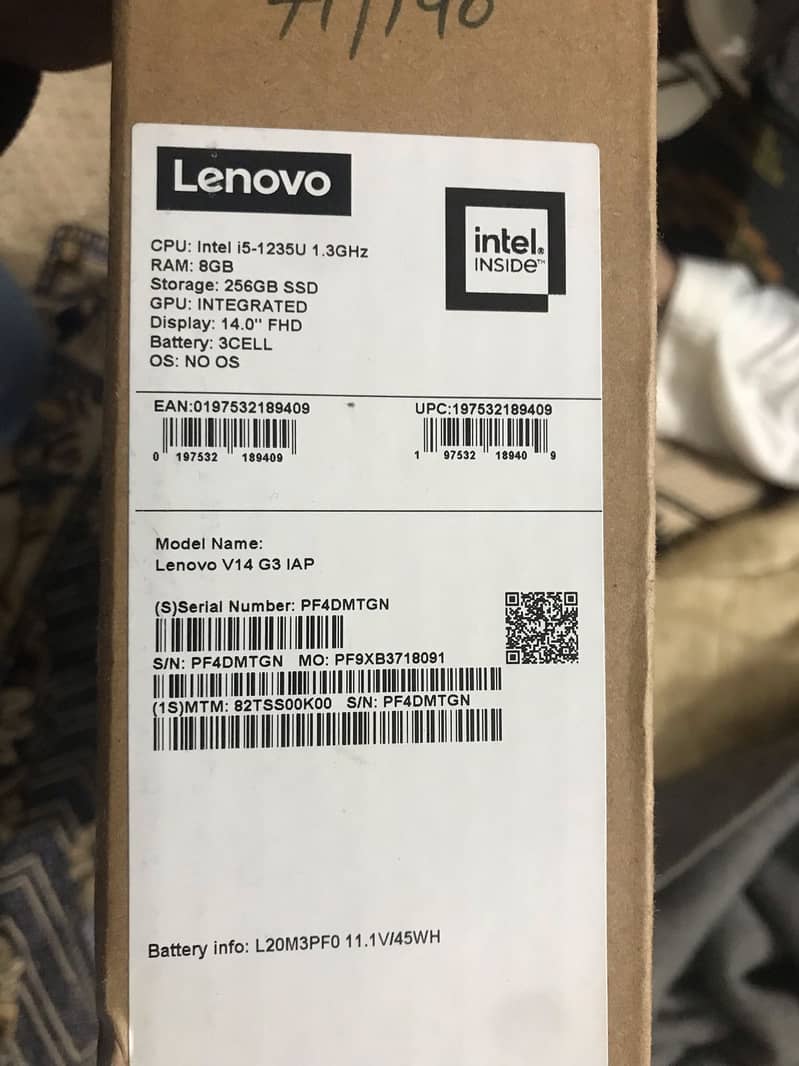 Lenovo
intel.
INSIDE™
CPU: Intel i5-1235U 1.3GHz
RAM: 8GB
Storage: 256GB SSD
GPU: INTEGRATED
Display: 14.0" FHD
Battery: 3CELL
OS: NO OS
EAN:0197532189409 UPC:197532189409
0 197532 189409 1 97532 18940 9
Model Name:
Lenovo V14 G3 IAP
(S)Serial Number: PF4DMTGN
S/N: PF4DMTGN MO: PF9XB3718091
(1S)MTM: 82TSS00K00 S/N: PF4DMTGN
Battery info: L20M3PF0 11.1V/45WH